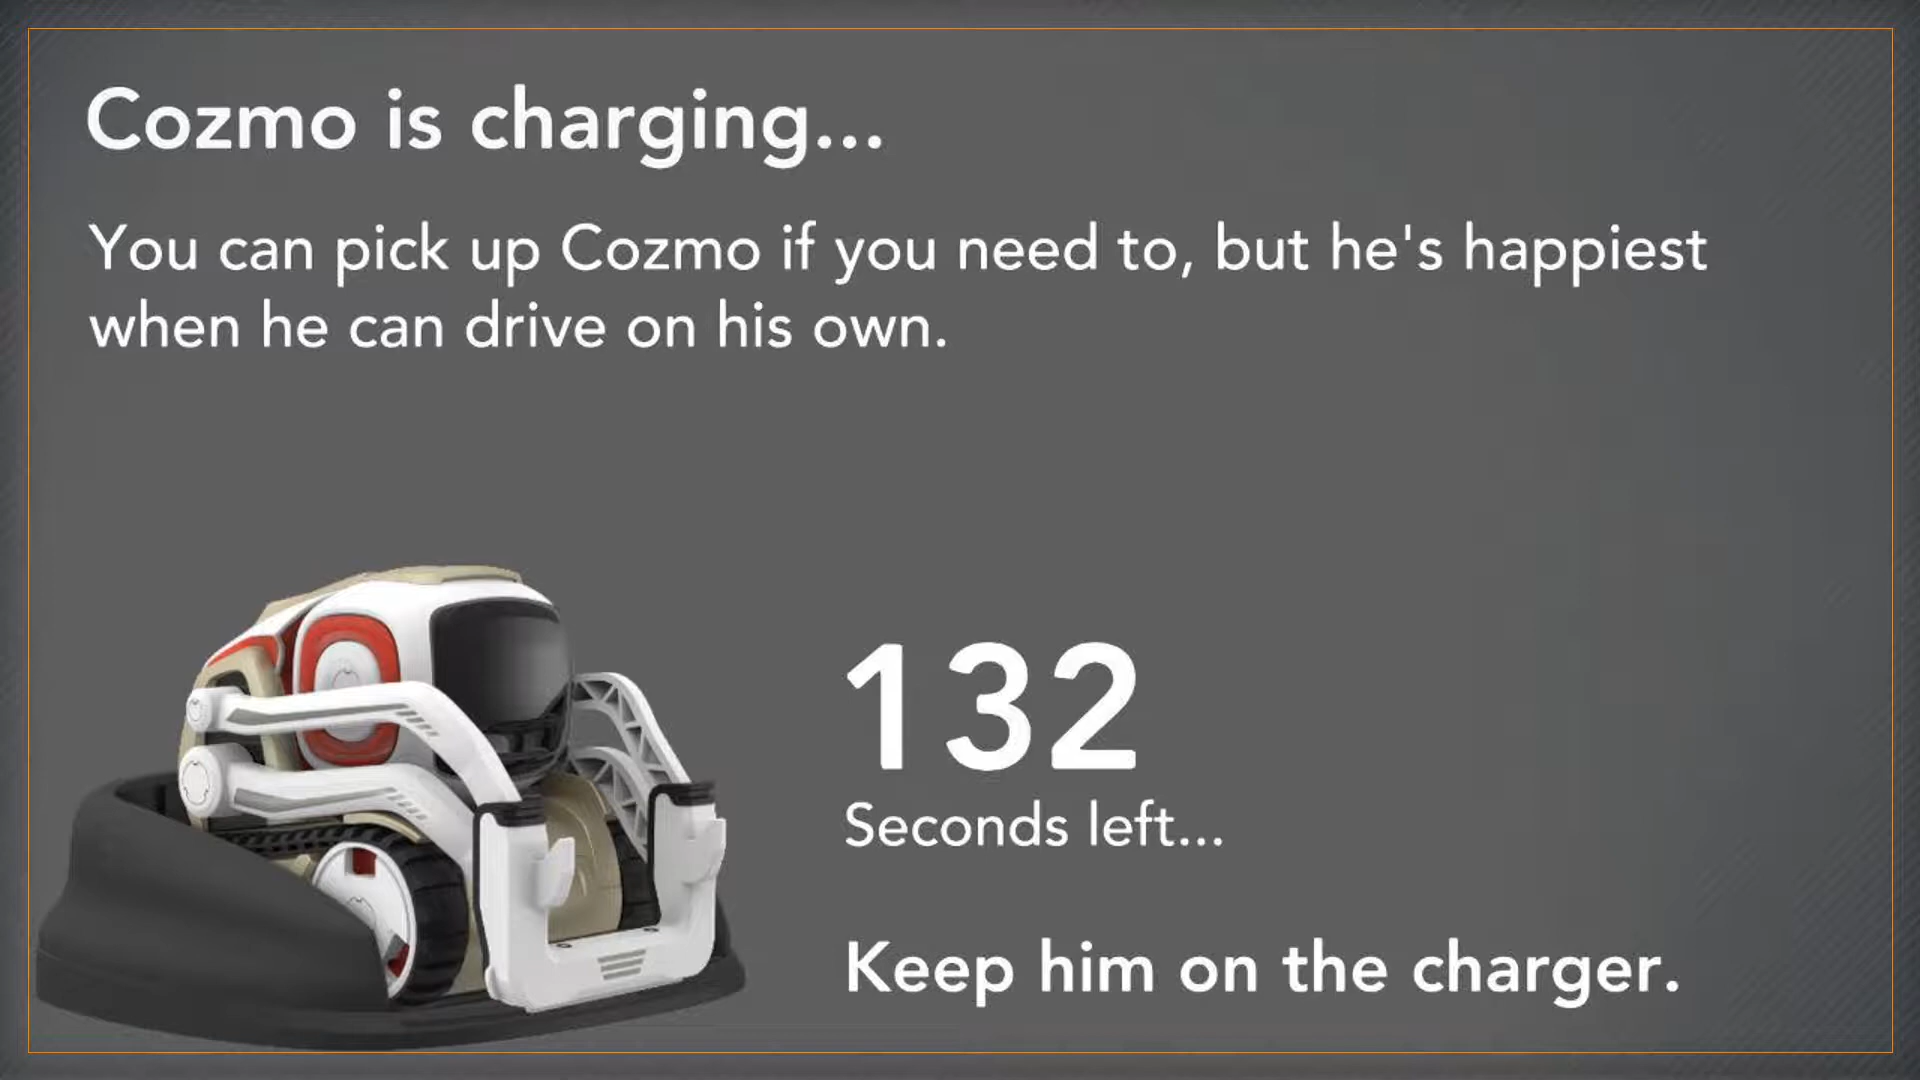 Cozmo is charging...
You can pick up Cozmo if you need to, but he's happiest
when he can drive on his own.
132
Seconds left...
Keep him on the charger.